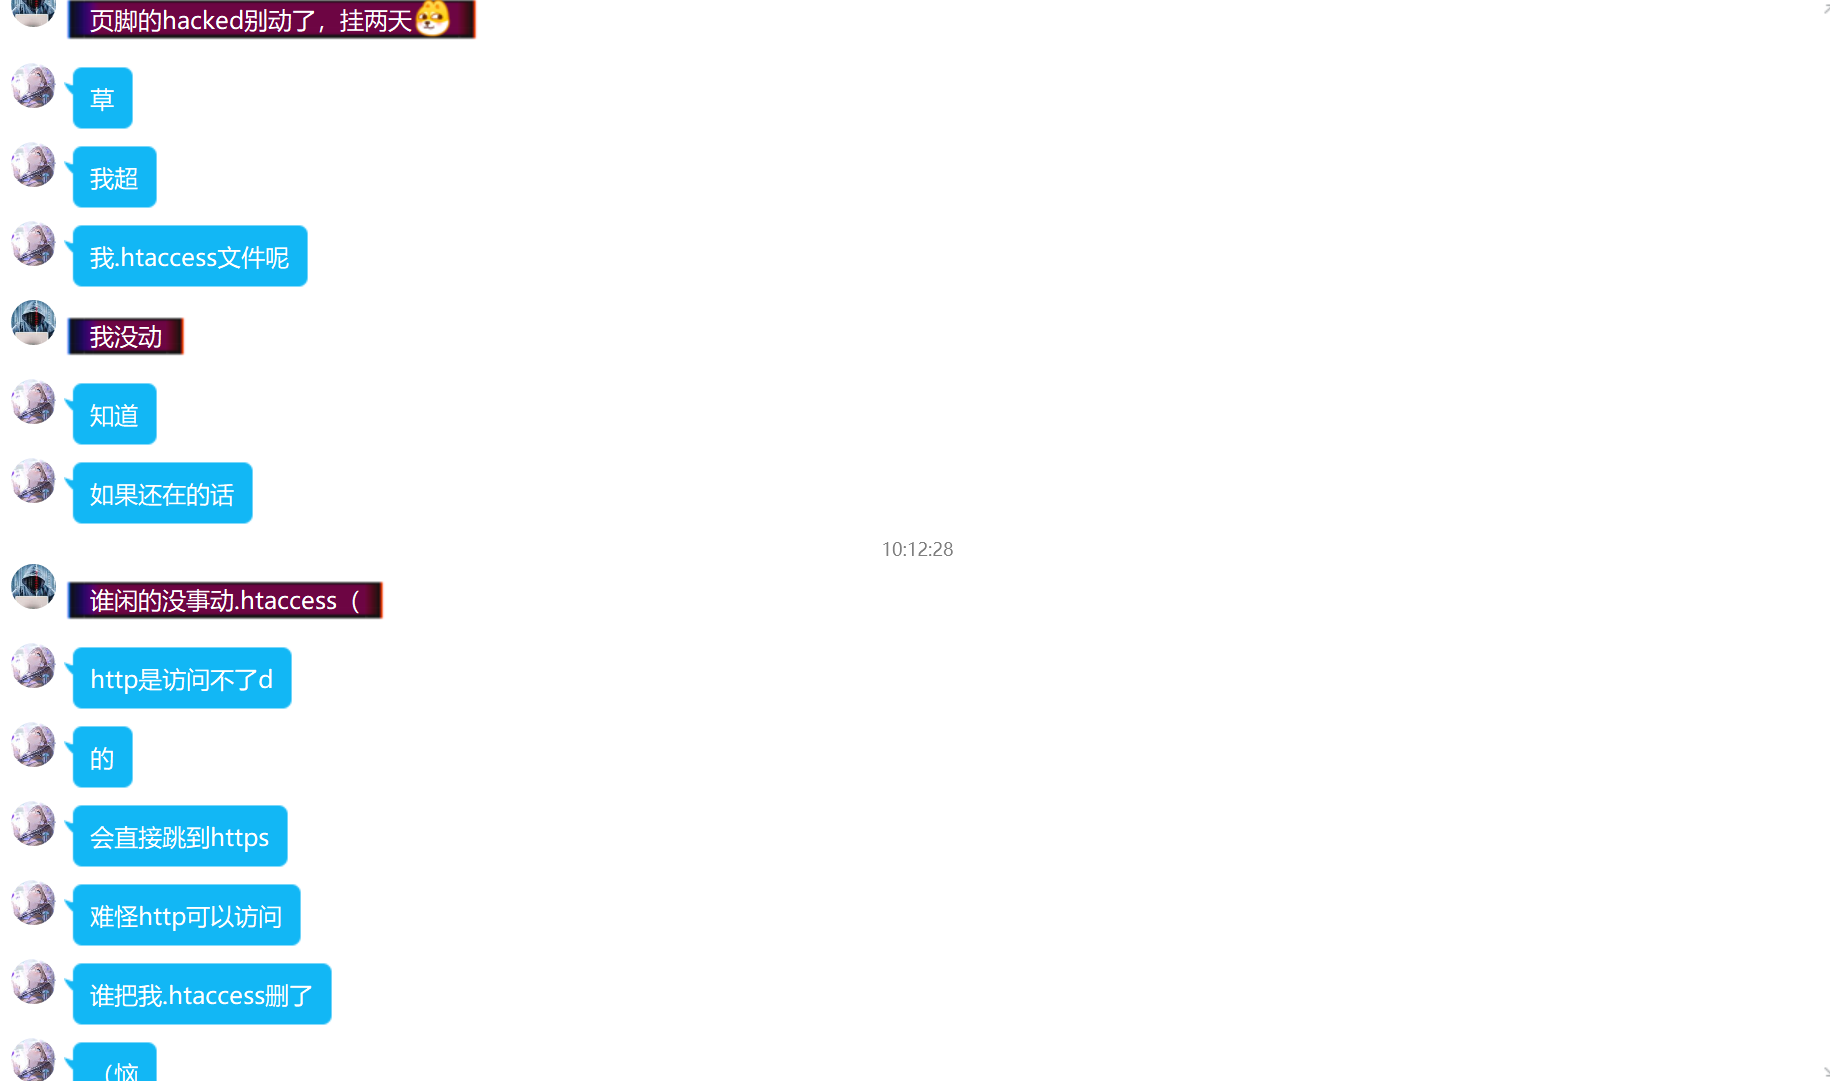 页脚的hacked别动了，挂两天
草
我超
我.htaccess文件呢
我没动
知道
如果还在的话
10:12:28
谁闲的没事动.htaccess（
http是访问不了d
的
会直接跳到https
难怪http可以访问
谁把我.htaccess删了
（恼